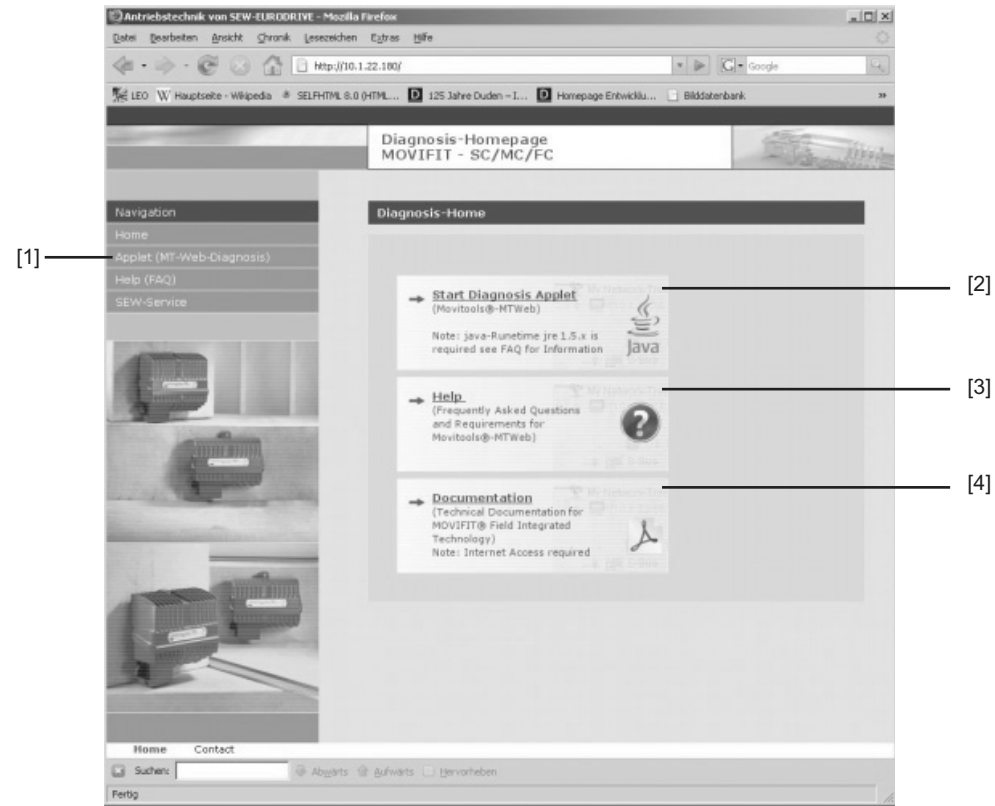 Antriebstechnik von SEW-EURODRIVE - Mozilla Firefox
Datei Bearbeiten Ansicht Chronik Lesezeichen Extras Hilfe
http://10.1.22.180/
G Google
LEO W Hauptseite - Wikipedia SELFHTML 8.0 (HTML... D 125 Jahre Duden – I... D Homepage Entwicklu... Bilddatenbank »
Diagnosis-Homepage
MOVIFIT - SC/MC/FC
Navigation
Home
Applet (MT-Web-Diagnosis)
Help (FAQ)
SEW-Service
[1]
Diagnosis-Home
Start Diagnosis Applet
(Movitools®-MTWeb)
Note: java-Runetime jre 1.5.x is
required see FAQ for Information
Java
[2]
Help
(Frequently Asked Questions
and Requirements for
Movitools®-MTWeb)
?
[3]
Documentation
(Technical Documentation for
MOVIFIT® Field Integrated
Technology)
Note: Internet Access required
[4]
Home Contact
Suchen: Abwärts Aufwärts Hervorheben
Fertig